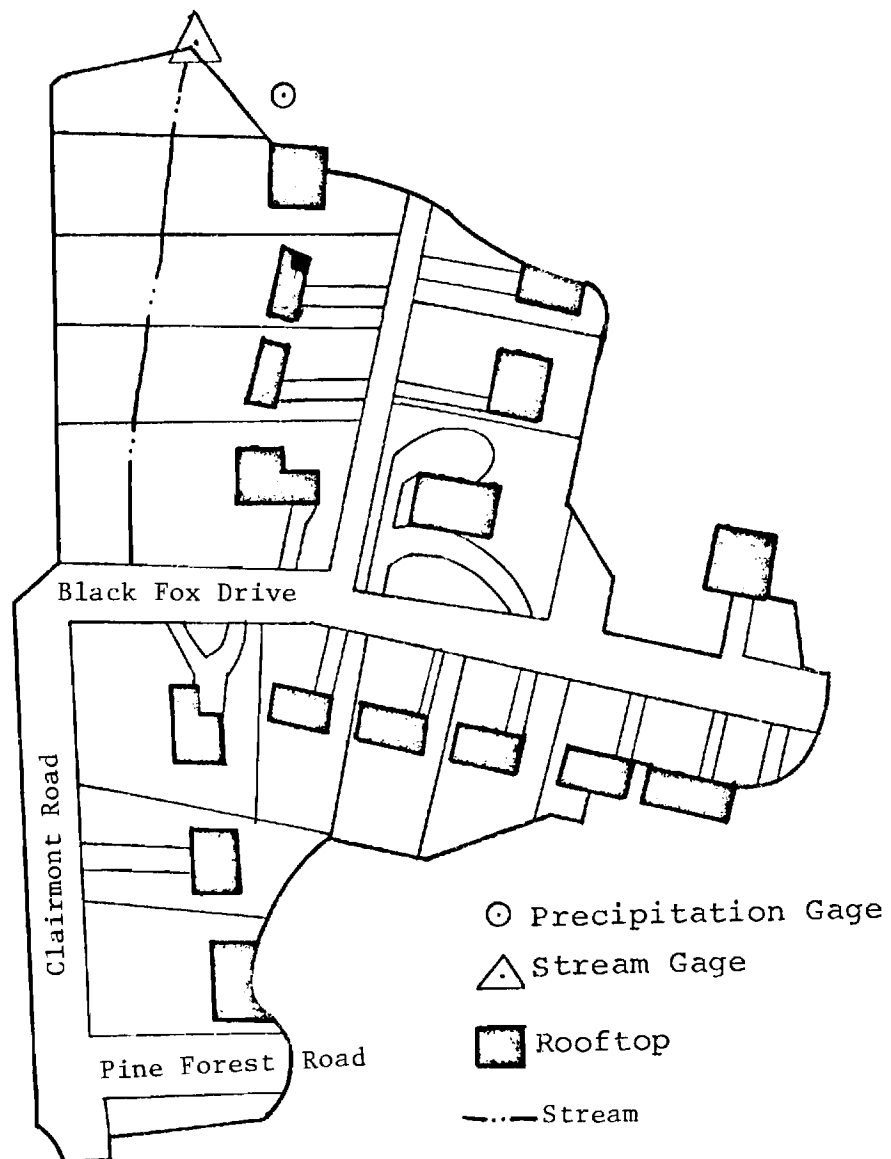 Black Fox Drive
Clairmont Road
Precipitation Gage
Stream Gage
Rooftop
Pine Forest Road
Stream